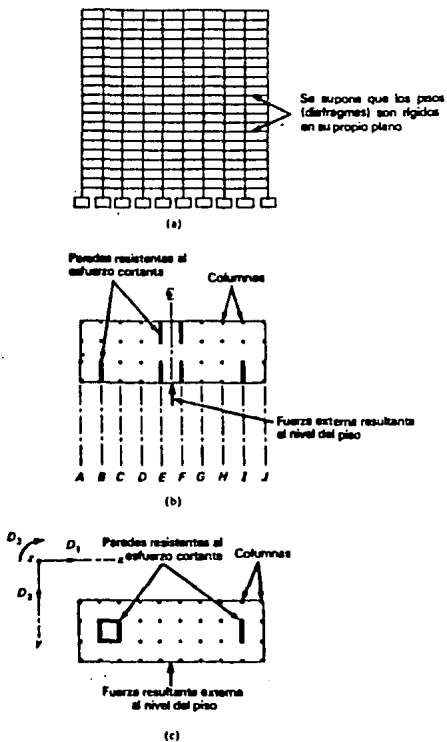 Se supone que los pisos
(diafragmas) son rígidos
en su propio plano
(a)
Paredes resistentes al
esfuerzo cortante
Columnas
Fuerza externa resultante
al nivel del piso
A B C D E F G H I J
(b)
D₃
D₁
x
Paredes resistentes al
esfuerzo cortante
Columnas
z
D₂
y
Fuerza resultante externa
al nivel del piso
(c)